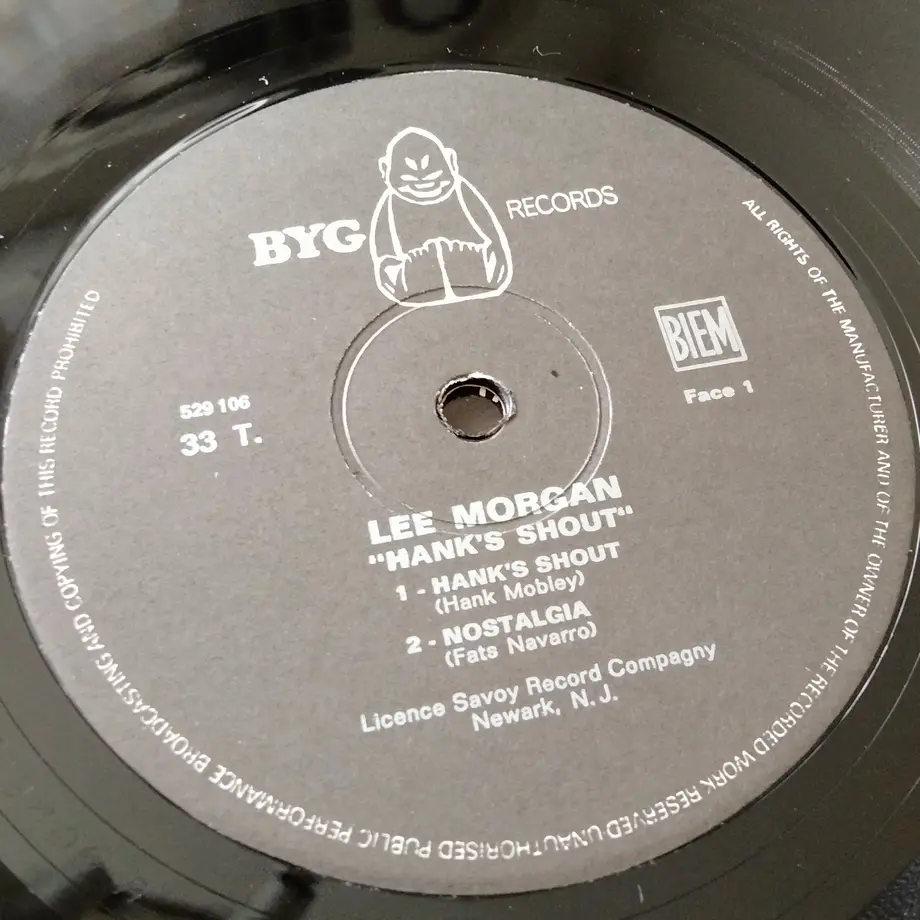 BYG RECORDS
BIEM
Face 1
529 106
33 T.
LEE MORGAN
"HANK'S SHOUT"
1 - HANK'S SHOUT
(Hank Mobley)
2 - NOSTALGIA
(Fats Navarro)
Licence Savoy Record Compagny
Newark, N.J.
ALL RIGHTS OF THE MANUFACTURER AND OF THE OWNER OF THE RECORDED WORK RESERVED UNAUTHORISED PUBLIC PERFORMANCE BROADCASTING AND COPYING OF THIS RECORD PROHIBITED